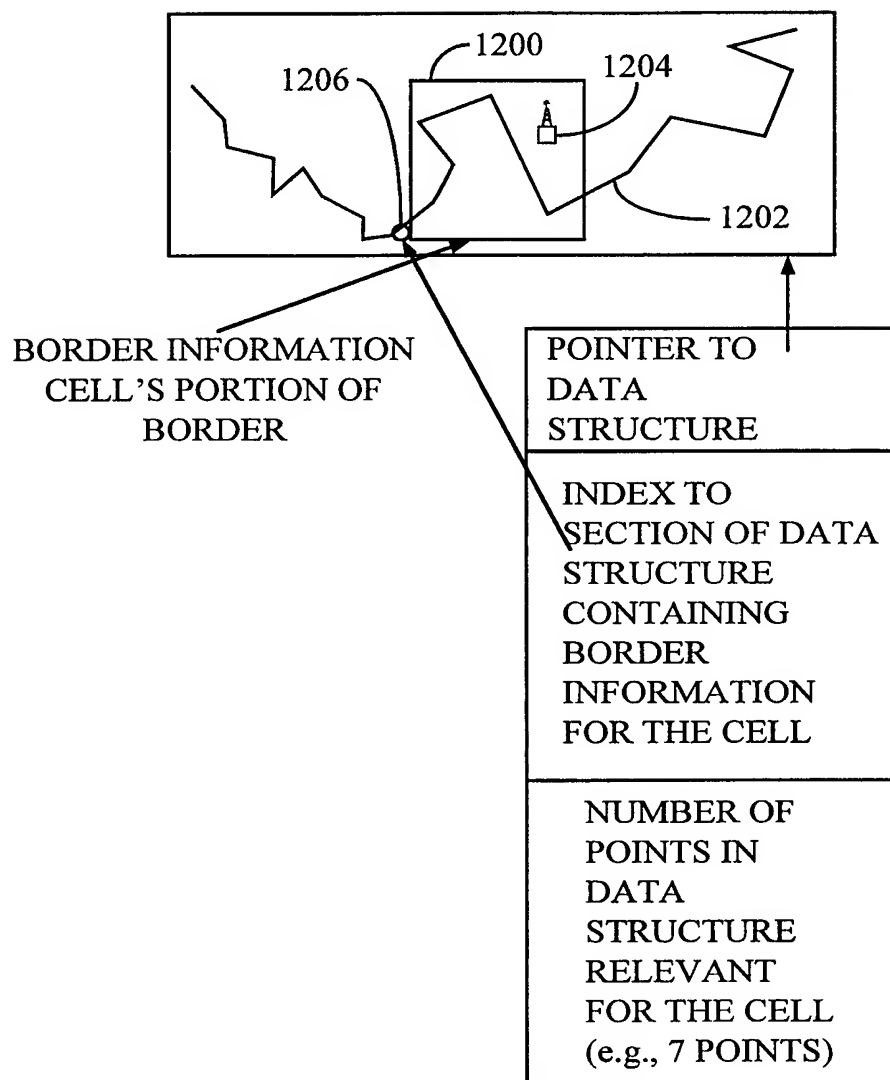 1200
1206
1204
1202
BORDER INFORMATION
CELL'S PORTION OF
BORDER
POINTER TO
DATA
STRUCTURE
INDEX TO
SECTION OF DATA
STRUCTURE
CONTAINING
BORDER
INFORMATION
FOR THE CELL
NUMBER OF
POINTS IN
DATA
STRUCTURE
RELEVANT
FOR THE CELL
(e.g., 7 POINTS)